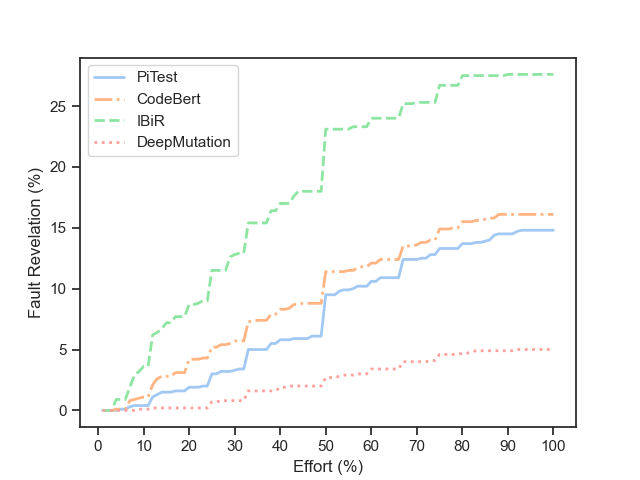 PiTest
CodeBert
IBiR
DeepMutation
Fault Revelation (%)
25
20
15
10
5
0
0 10 20 30 40 50 60 70 80 90 100
Effort (%)